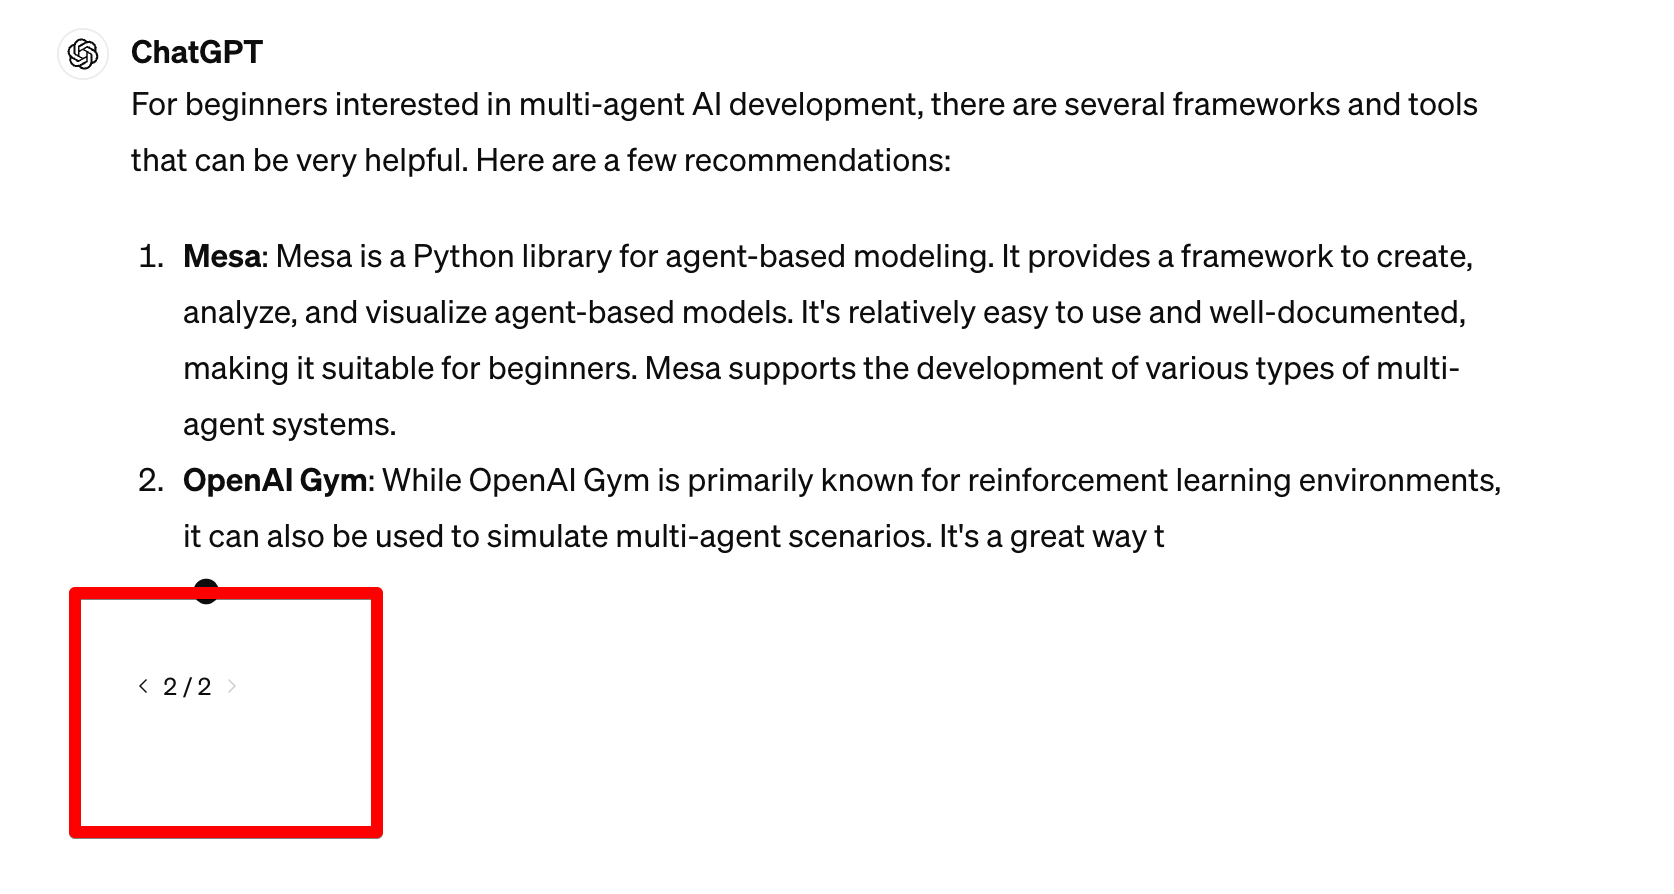 ChatGPT
For beginners interested in multi-agent AI development, there are several frameworks and tools
that can be very helpful. Here are a few recommendations:
1. Mesa: Mesa is a Python library for agent-based modeling. It provides a framework to create,
analyze, and visualize agent-based models. It's relatively easy to use and well-documented,
making it suitable for beginners. Mesa supports the development of various types of multi-
agent systems.
2. OpenAI Gym: While OpenAI Gym is primarily known for reinforcement learning environments,
it can also be used to simulate multi-agent scenarios. It's a great way t
< 2 / 2 >